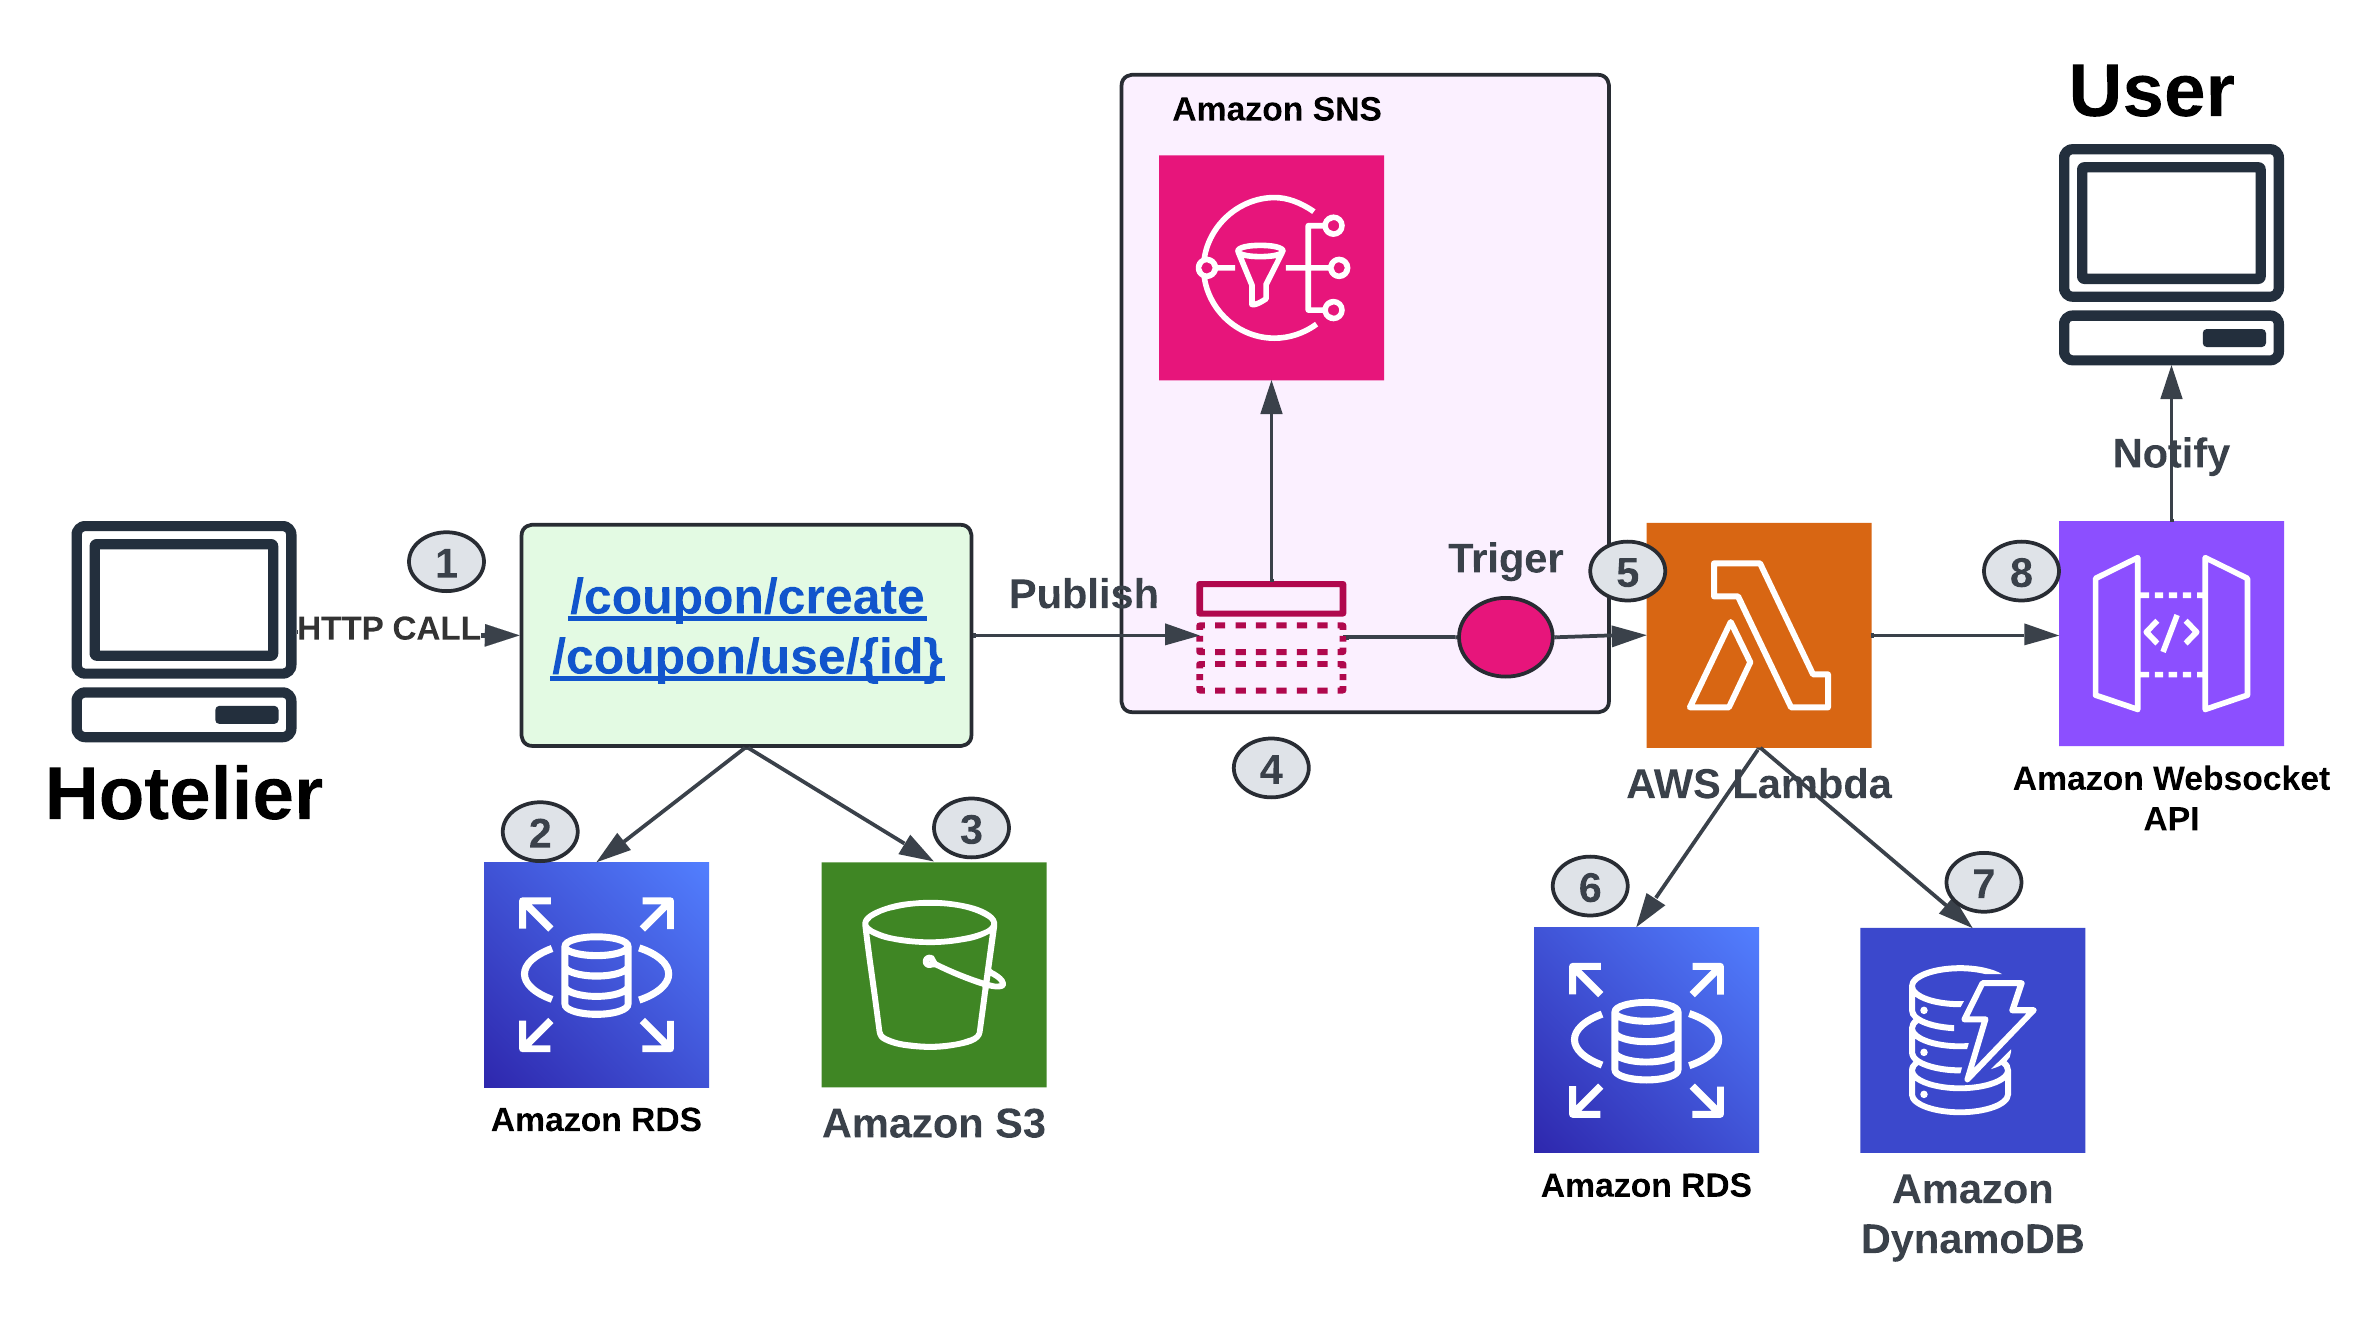 User
Amazon SNS
Notify
1
HTTP CALL
/coupon/create
/coupon/use/{id}
Publish
Triger
5
8
Hotelier
4
AWS Lambda
Amazon Websocket
API
2
3
6
7
Amazon RDS
Amazon S3
Amazon RDS
Amazon
DynamoDB